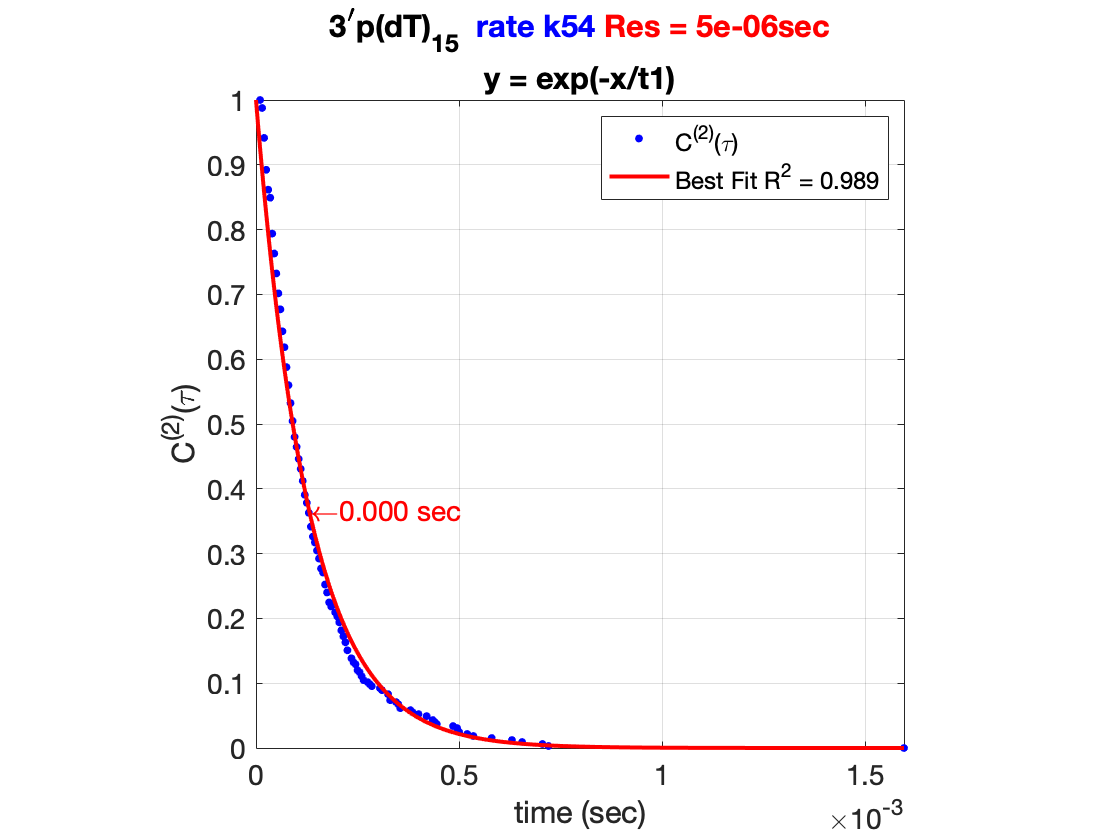 3′p(dT)15 rate k54 Res = 5e-06sec
y = exp(-x/t1)
C(2)(τ)
Best Fit R2 = 0.989
1
0.9
0.8
0.7
0.6
0.5
0.4
0.3
0.2
0.1
0
C(2)(τ)
←0.000 sec
0 0.5 1 1.5
×10-3
time (sec)